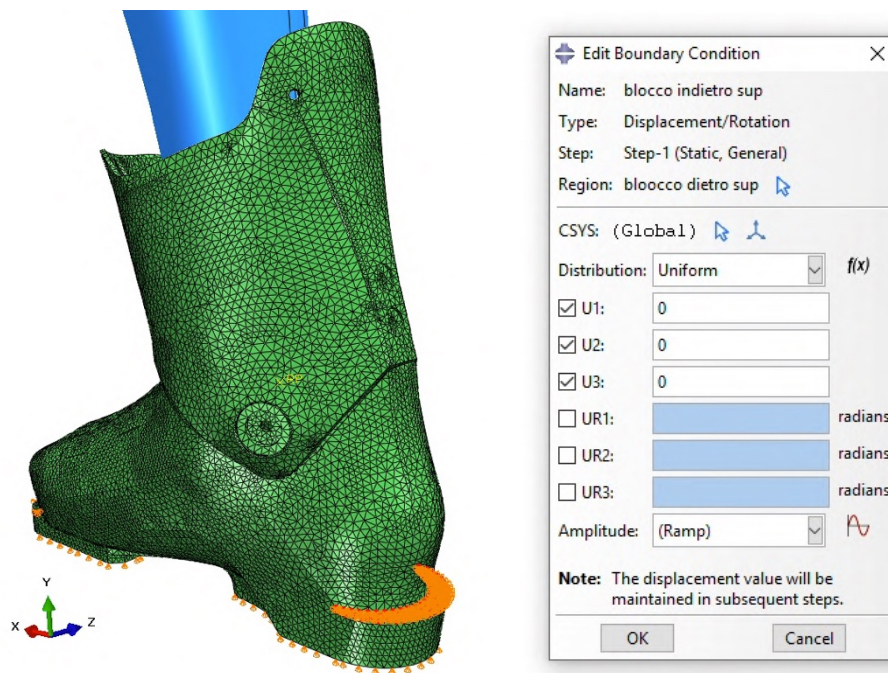 Y
X
Z
Edit Boundary Condition
Name: blocco indietro sup
Type: Displacement/Rotation
Step: Step-1 (Static, General)
Region: bloocco dietro sup
CSYS: (Global)
Distribution: Uniform f(x)
U1: 0
U2: 0
U3: 0
UR1: radians
UR2: radians
UR3: radians
Amplitude: (Ramp)
Note: The displacement value will be
maintained in subsequent steps.
OK Cancel